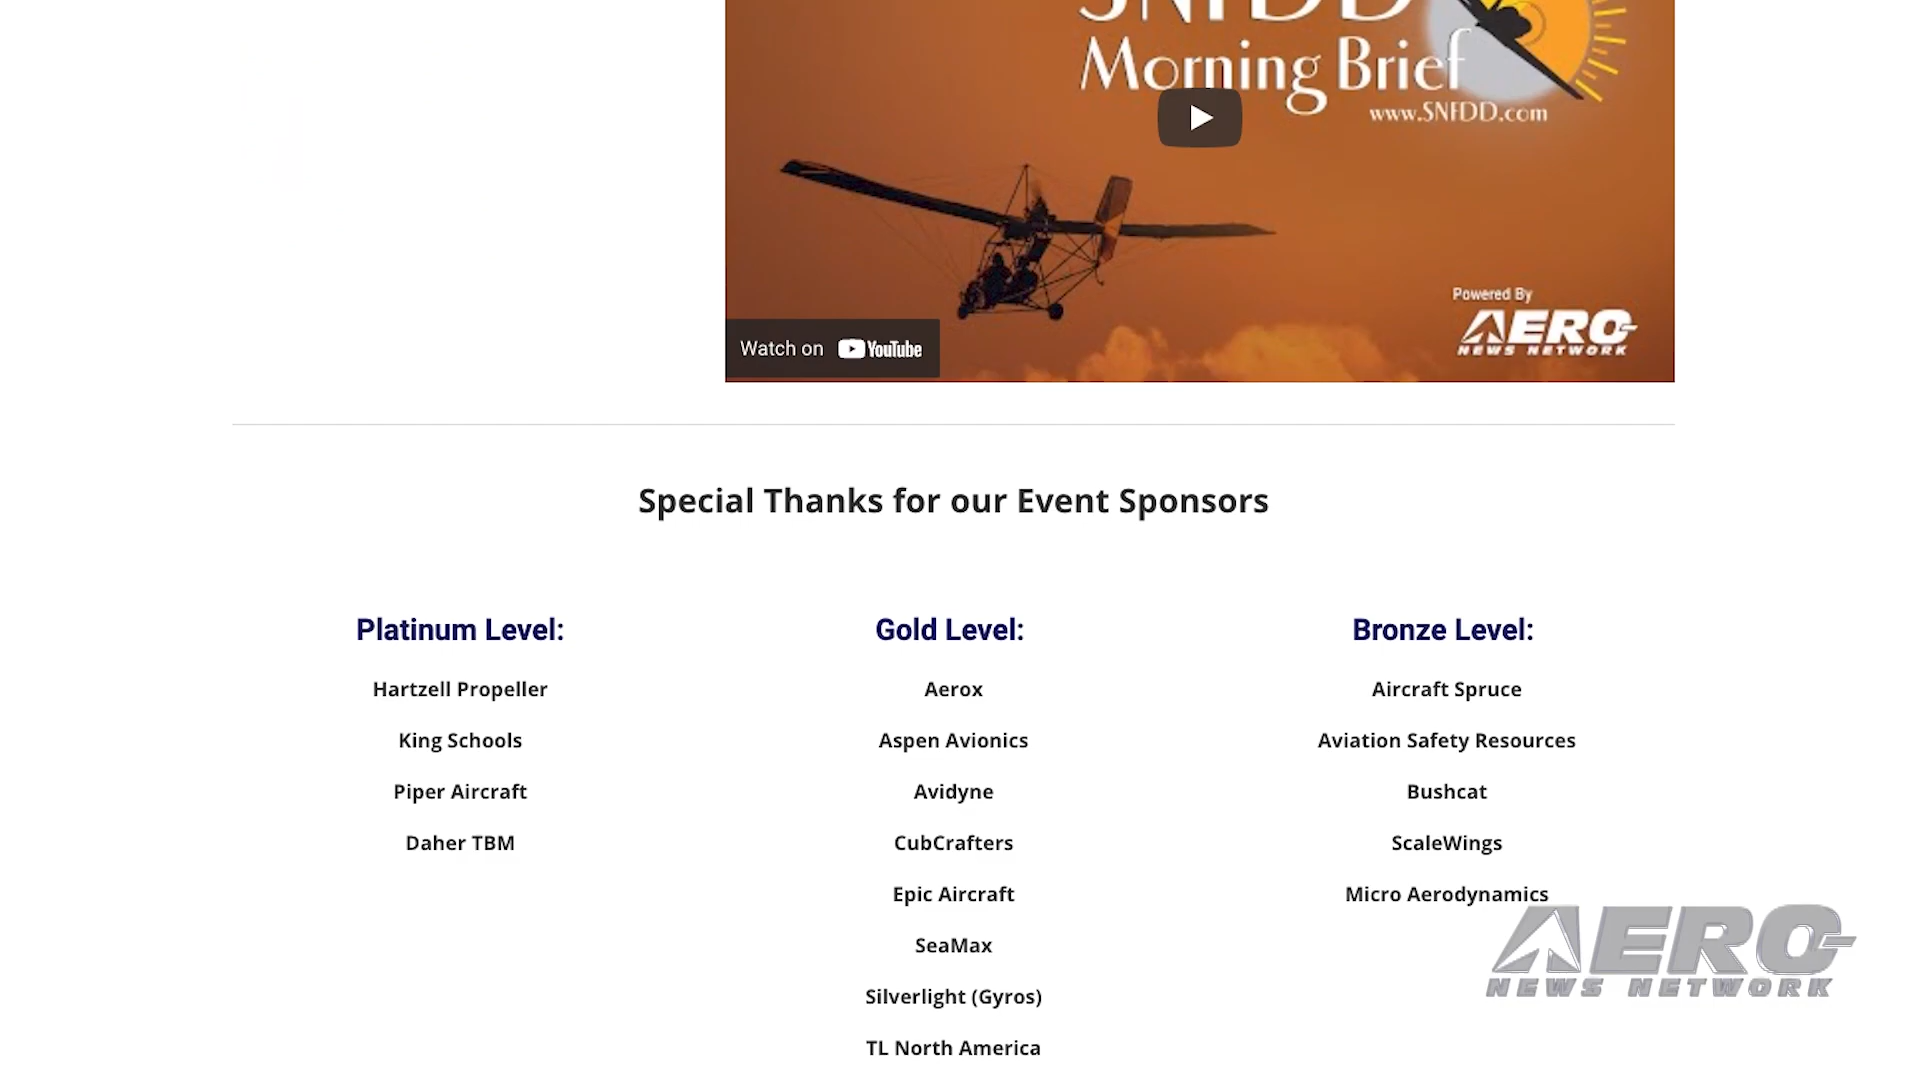 SNFDD
Morning Brief
www.SNFDD.com
Powered By
AERO
NEWS NETWORK
Watch on YouTube
Special Thanks for our Event Sponsors
Platinum Level:
Hartzell Propeller
King Schools
Piper Aircraft
Daher TBM
Gold Level:
Aerox
Aspen Avionics
Avidyne
CubCrafters
Epic Aircraft
SeaMax
Silverlight (Gyros)
TL North America
Bronze Level:
Aircraft Spruce
Aviation Safety Resources
Bushcat
ScaleWings
Micro Aerodynamics
AERO
NEWS NETWORK